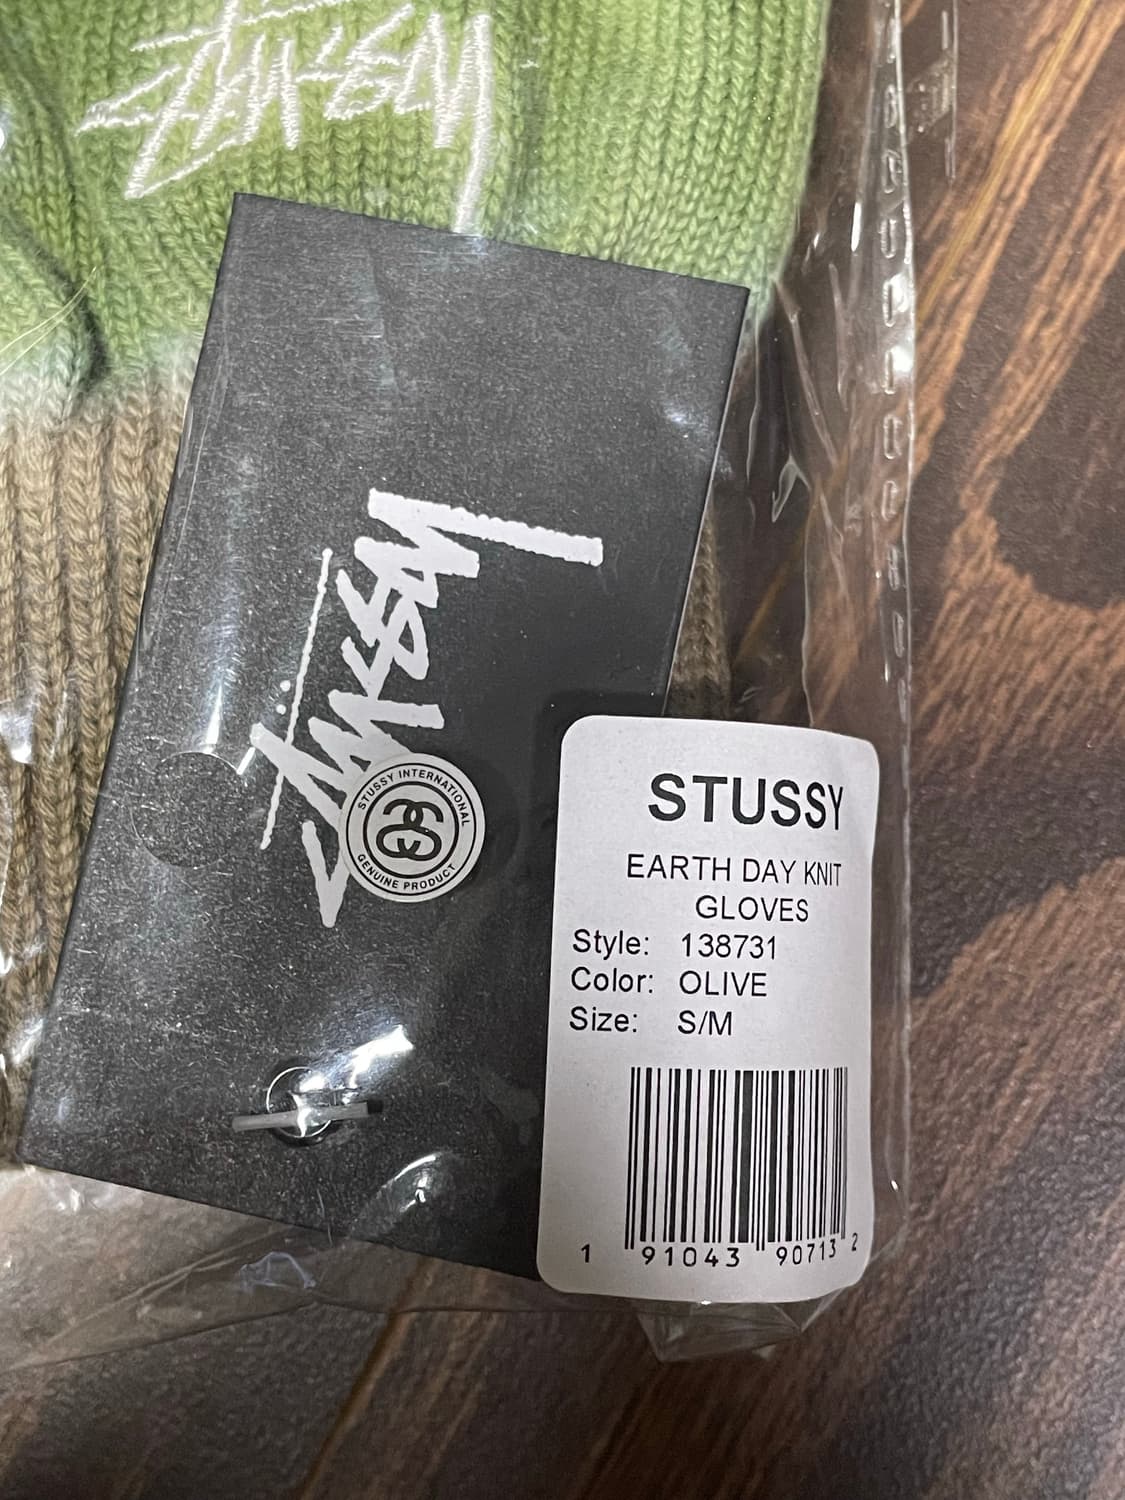 Stüssy
Stüssy
STUSSY INTERNATIONAL
GENUINE PRODUCT
STUSSY
EARTH DAY KNIT
GLOVES
Style: 138731
Color: OLIVE
Size: S/M
1 91043 90713 2